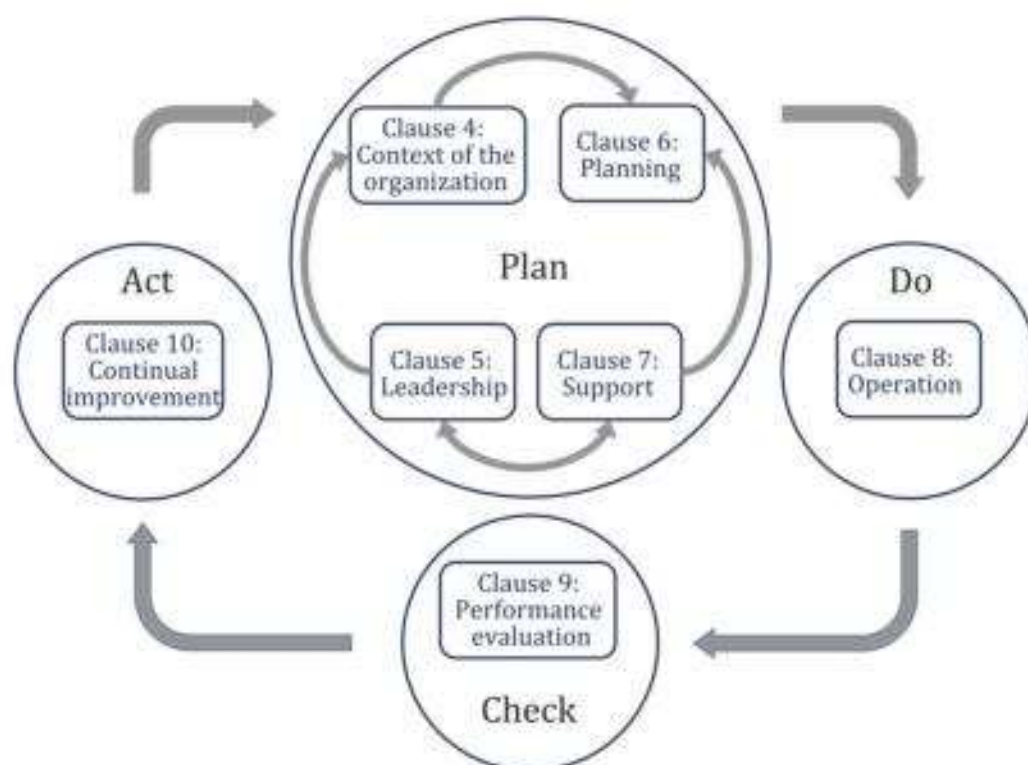 Clause 4:
Context of the
organization
Clause 6:
Planning
Plan
Clause 5:
Leadership
Clause 7:
Support
Do
Clause 8:
Operation
Clause 9:
Performance
evaluation
Check
Act
Clause 10:
Continual
improvement